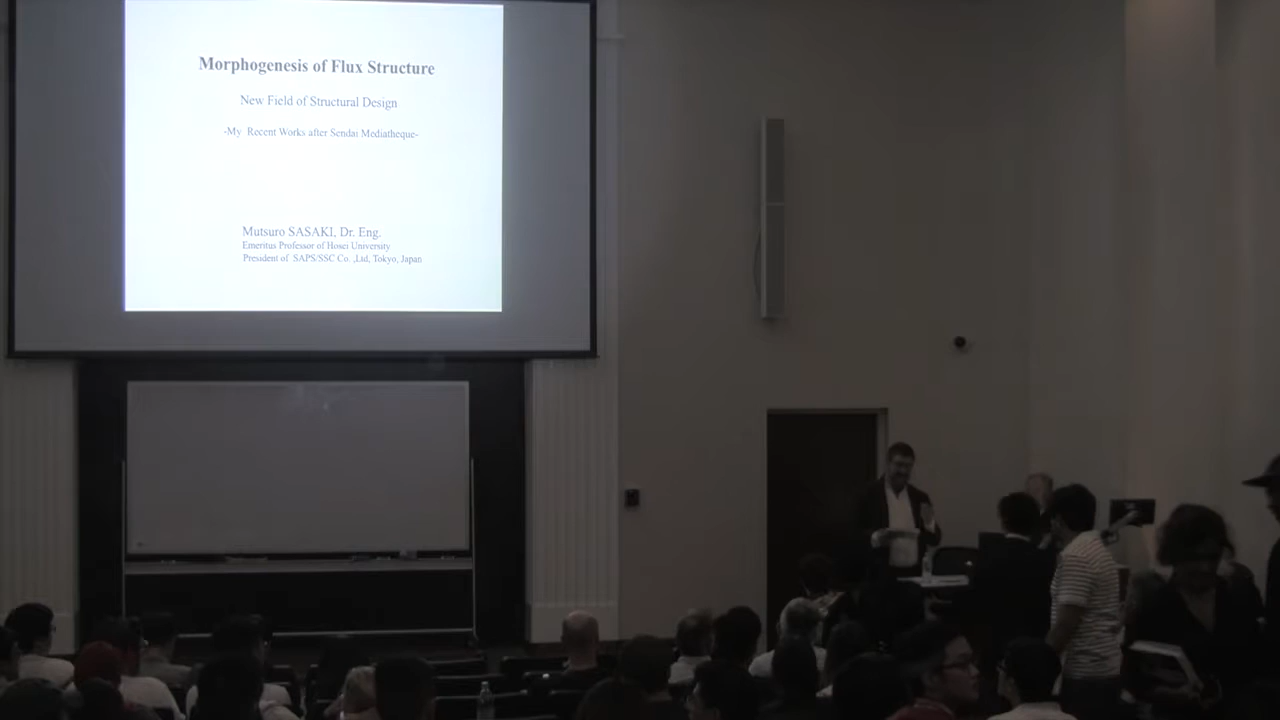 Morphogenesis of Flux Structure
New Field of Structural Design
-My Recent Works after Sendai Mediatheque-
Mutsuro SASAKI, Dr. Eng.
Emeritus Professor of Hosei University
President of SAPS/SSC Co. ,Ltd, Tokyo, Japan